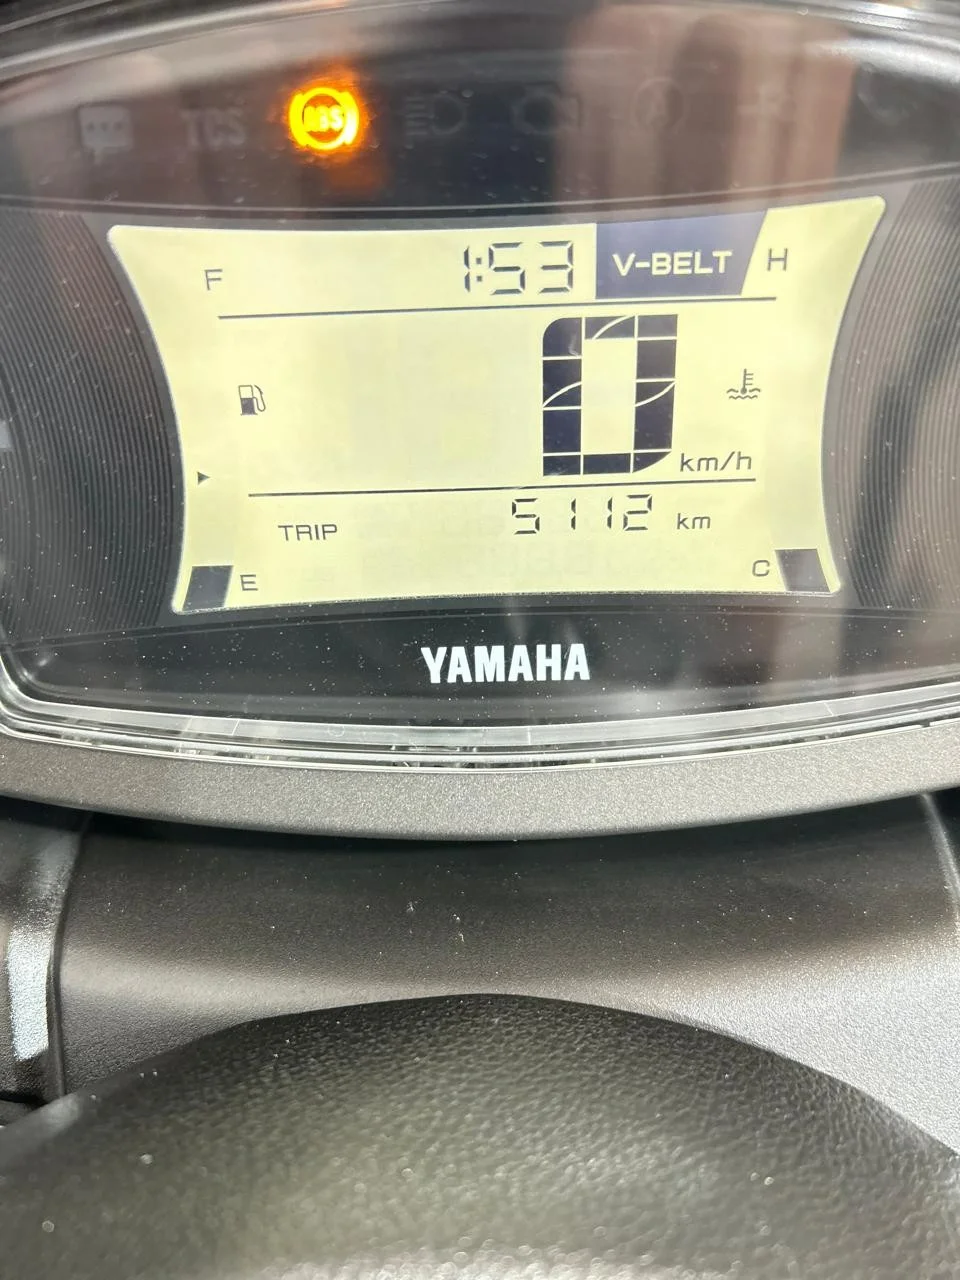 TCS
ABS
F 1:53 V-BELT H
0 km/h
TRIP 5112 km
E C
YAMAHA